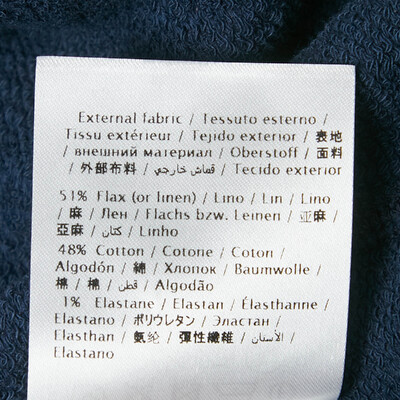 External fabric / Tessuto esterno /
Tissu extérieur / Tejido exterior / 表地
/ внешний материал / Oberstoff / 面料
/ 外部布料 / قماش خارجي / Tecido exterior
51% Flax (or linen) / Lino / Lin / Lino
/ 麻 / Лен / Flachs bzw. Leinen / 亚麻 /
亞麻 / كتان / Linho
48% Cotton / Cotone / Coton /
Algodón / 綿 / Хлопок / Baumwolle /
棉 / 棉 / قطن / Algodão
1% Elastane / Elastan / Élasthanne /
Elastano / ポリウレタン / Эластан /
Elasthan / 氨纶 / 彈性纖維 / الأستان /
Elastano